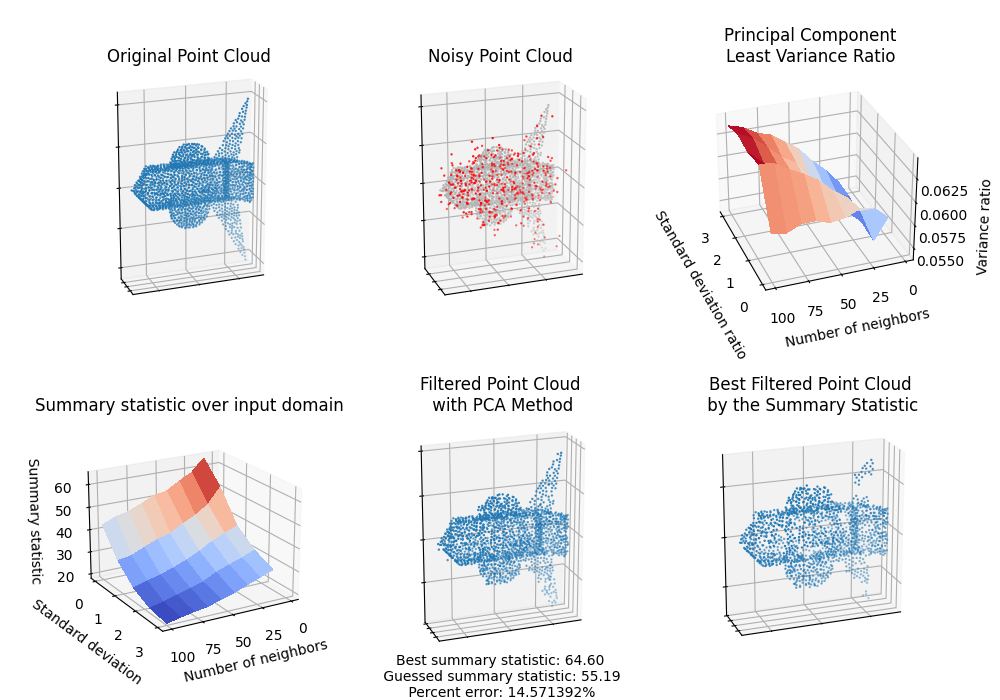 Original Point Cloud
Noisy Point Cloud
Principal Component
Least Variance Ratio
0.0625
0.0600
0.0575
0.0550
Variance ratio
3
2
1
0
Standard deviation ratio
100
75
50
25
0
Number of neighbors
Summary statistic over input domain
60
50
40
30
20
Summary statistic
0
1
2
3
Standard deviation
100
75
50
25
0
Number of neighbors
Filtered Point Cloud
with PCA Method
Best summary statistic: 64.60
Guessed summary statistic: 55.19
Percent error: 14.571392%
Best Filtered Point Cloud
by the Summary Statistic